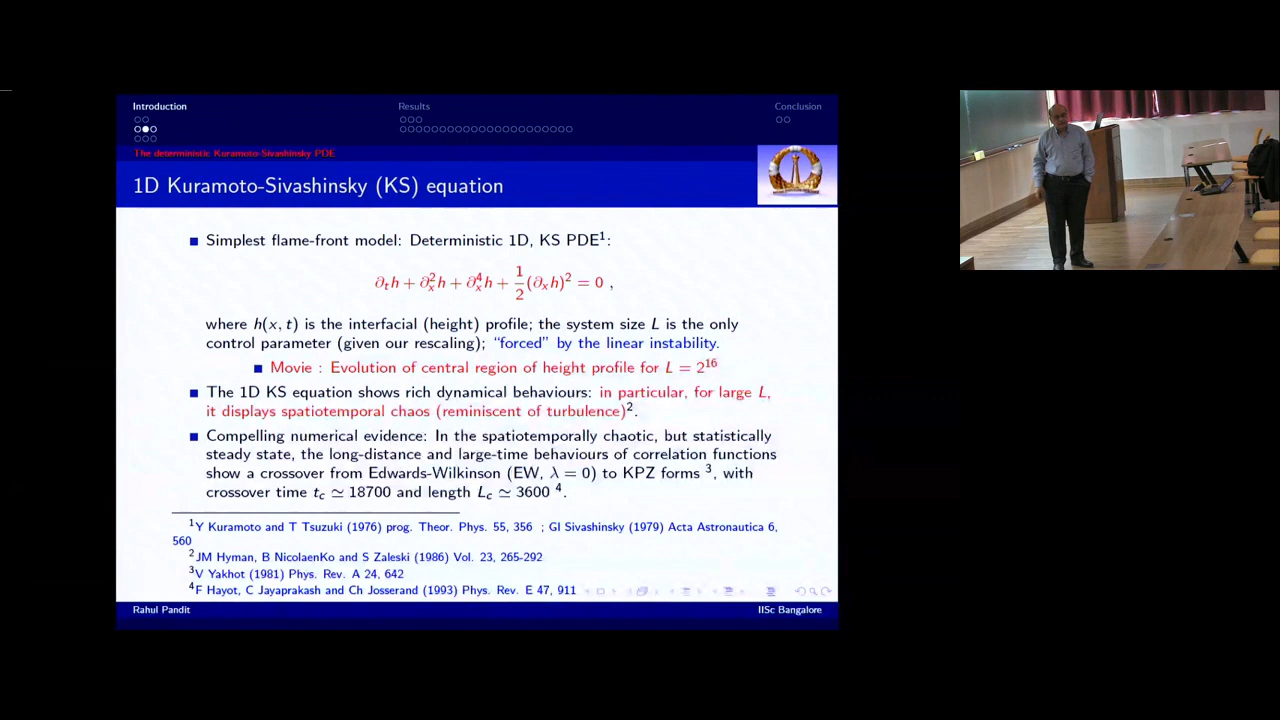 Introduction
Results
Conclusion
The deterministic Kuramoto-Sivashinsky PDE
1D Kuramoto-Sivashinsky (KS) equation
Simplest flame-front model: Deterministic 1D, KS PDE¹:
∂ₜh + ∂ₓ²h + ∂ₓ⁴h + 1/2(∂ₓh)² = 0 ,
where h(x, t) is the interfacial (height) profile; the system size L is the only
control parameter (given our rescaling); “forced” by the linear instability.
Movie : Evolution of central region of height profile for L = 2¹⁶
The 1D KS equation shows rich dynamical behaviours: in particular, for large L,
it displays spatiotemporal chaos (reminiscent of turbulence)².
Compelling numerical evidence: In the spatiotemporally chaotic, but statistically
steady state, the long-distance and large-time behaviours of correlation functions
show a crossover from Edwards-Wilkinson (EW, λ = 0) to KPZ forms ³, with
crossover time t_c ≃ 18700 and length L_c ≃ 3600 ⁴.
¹Y Kuramoto and T Tsuzuki (1976) prog. Theor. Phys. 55, 356 ; GI Sivashinsky (1979) Acta Astronautica 6,
560
²JM Hyman, B NicolaenKo and S Zaleski (1986) Vol. 23, 265-292
³V Yakhot (1981) Phys. Rev. A 24, 642
⁴F Hayot, C Jayaprakash and Ch Josserand (1993) Phys. Rev. E 47, 911
Rahul Pandit
IISc Bangalore